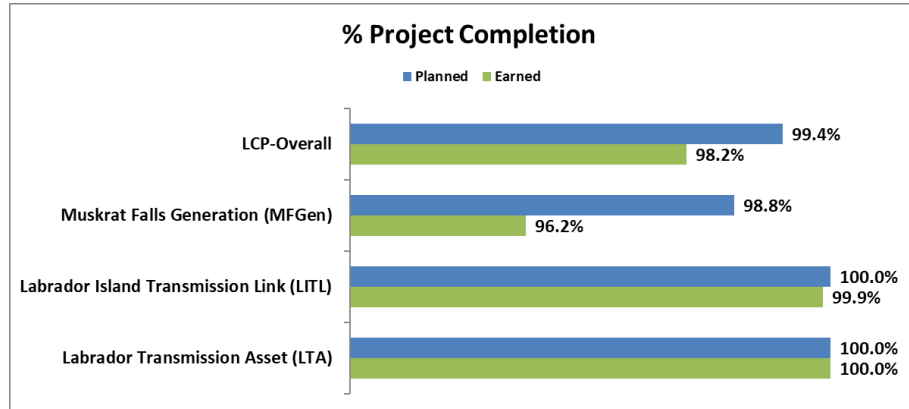 % Project Completion
Planned Earned
LCP-Overall
99.4%
98.2%
Muskrat Falls Generation (MFGen)
98.8%
96.2%
Labrador Island Transmission Link (LITL)
100.0%
99.9%
Labrador Transmission Asset (LTA)
100.0%
100.0%